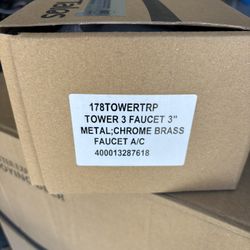 178TOWERTRP
TOWER 3 FAUCET 3"
METAL;CHROME BRASS
FAUCET A/C
400013287618